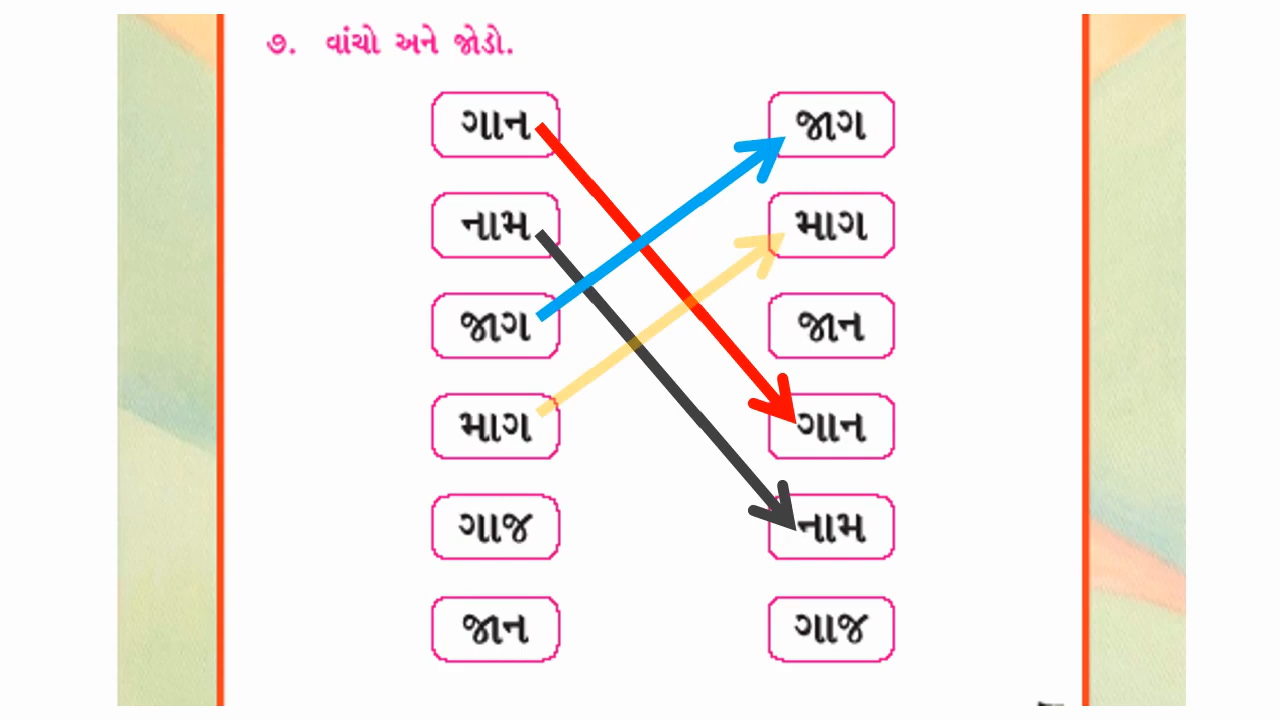 ૭. વાંચો અને જોડો.
ગાન જાગ
નામ માગ
જાગ જાન
માગ ગાન
ગાજ નામ
જાન ગાજ